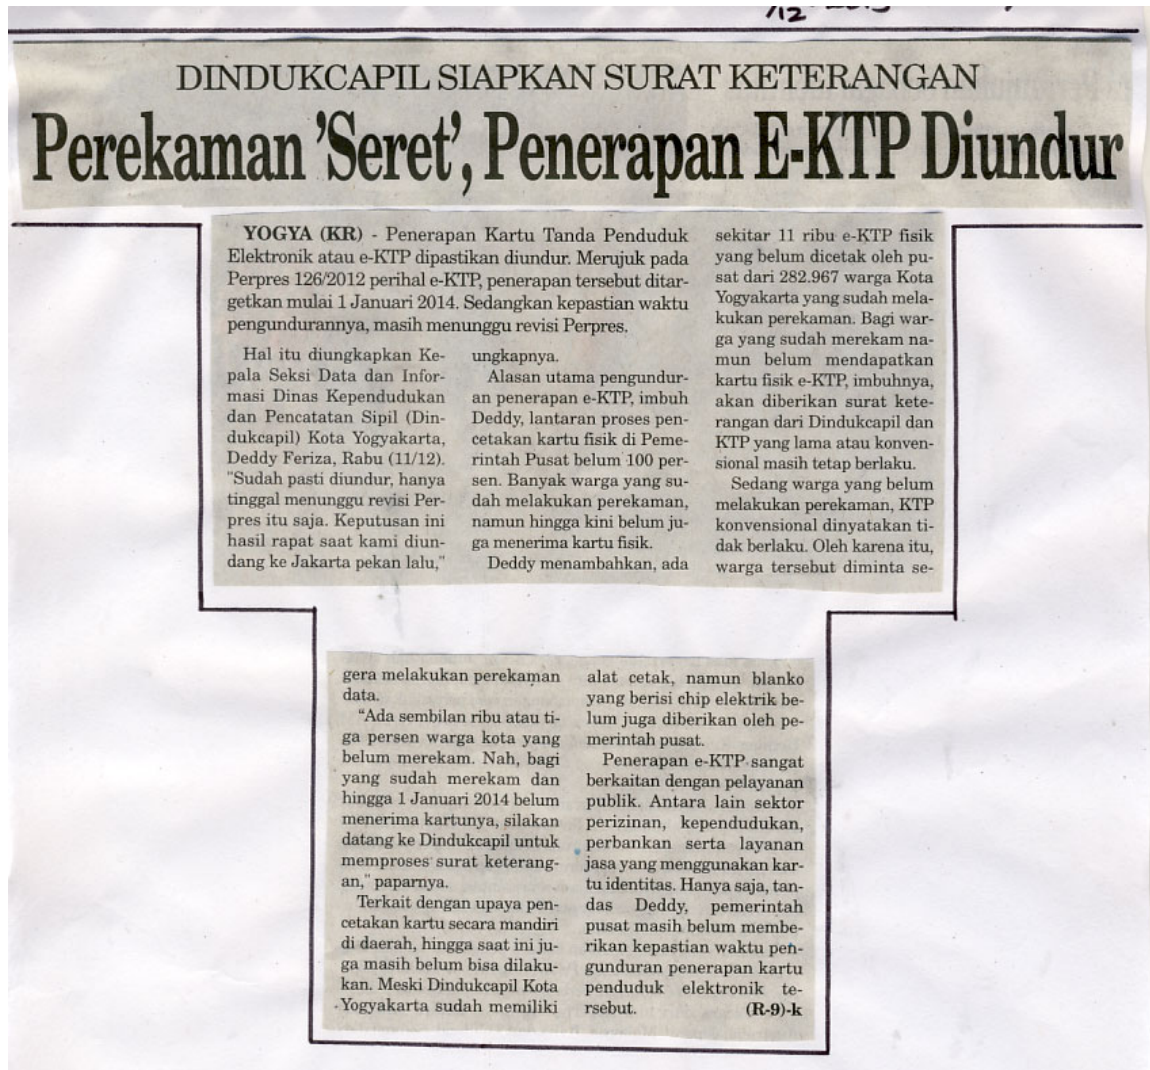 DINDUKCAPIL SIAPKAN SURAT KETERANGAN
Perekaman 'Seret', Penerapan E-KTP Diundur
YOGYA (KR) - Penerapan Kartu Tanda Penduduk
Elektronik atau e-KTP dipastikan diundur. Merujuk pada
Perpres 126/2012 perihal e-KTP, penerapan tersebut ditar-
getkan mulai 1 Januari 2014. Sedangkan kepastian waktu
pengundurannya, masih menunggu revisi Perpres.
Hal itu diungkapkan Ke-
pala Seksi Data dan Infor-
masi Dinas Kependudukan
dan Pencatatan Sipil (Din-
dukcapil) Kota Yogyakarta,
Deddy Feriza, Rabu (11/12).
"Sudah pasti diundur, hanya
tinggal menunggu revisi Per-
pres itu saja. Keputusan ini
hasil rapat saat kami diun-
dang ke Jakarta pekan lalu,"
ungkapnya.
Alasan utama pengundur-
an penerapan e-KTP, imbuh
Deddy, lantaran proses pen-
cetakan kartu fisik di Peme-
rintah Pusat belum 100 per-
sen. Banyak warga yang su-
dah melakukan perekaman,
namun hingga kini belum ju-
ga menerima kartu fisik.
Deddy menambahkan, ada
sekitar 11 ribu e-KTP fisik
yang belum dicetak oleh pu-
sat dari 282.967 warga Kota
Yogyakarta yang sudah mela-
kukan perekaman. Bagi war-
ga yang sudah merekam na-
mun belum mendapatkan
kartu fisik e-KTP, imbuhnya,
akan diberikan surat kete-
rangan dari Dindukcapil dan
KTP yang lama atau konven-
sional masih tetap berlaku.
Sedang warga yang belum
melakukan perekaman, KTP
konvensional dinyatakan ti-
dak berlaku. Oleh karena itu,
warga tersebut diminta se-
gera melakukan perekaman
data.
"Ada sembilan ribu atau ti-
ga persen warga kota yang
belum merekam. Nah, bagi
yang sudah merekam dan
hingga 1 Januari 2014 belum
menerima kartunya, silakan
datang ke Dindukcapil untuk
memproses surat keterang-
an," paparnya.
Terkait dengan upaya pen-
cetakan kartu secara mandiri
di daerah, hingga saat ini ju-
ga masih belum bisa dilaku-
kan. Meski Dindukcapil Kota
Yogyakarta sudah memiliki
alat cetak, namun blanko
yang berisi chip elektrik be-
lum juga diberikan oleh pe-
merintah pusat.
Penerapan e-KTP sangat
berkaitan dengan pelayanan
publik. Antara lain sektor
perizinan, kependudukan,
perbankan serta layanan
jasa yang menggunakan kar-
tu identitas. Hanya saja, tan-
das Deddy, pemerintah
pusat masih belum membe-
rikan kepastian waktu pen-
gunduran penerapan kartu
penduduk elektronik te-
rsebut. (R-9)-k